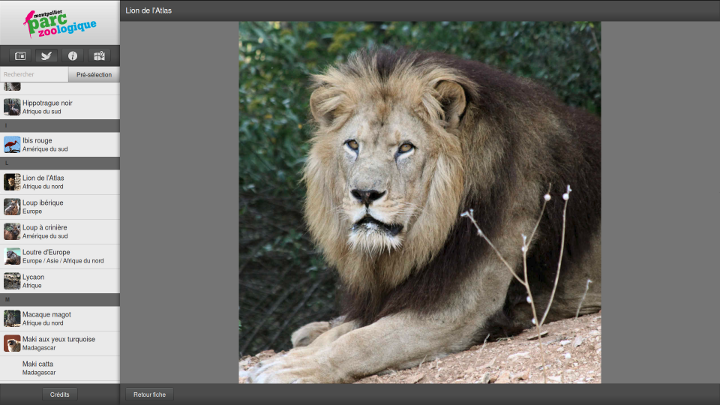 montpellier
parc
zoologique
Lion de l'Atlas
Rechercher
Pré-sélection
Hippotrague noir
Afrique du sud
I
Ibis rouge
Amérique du sud
L
Lion de l'Atlas
Afrique du nord
Loup ibérique
Europe
Loup à crinière
Amérique du sud
Loutre d'Europe
Europe / Asie / Afrique du nord
Lycaon
Afrique
M
Macaque magot
Afrique du nord
Maki aux yeux turquoise
Madagascar
Maki catta
Madagascar
Crédits
Retour fiche